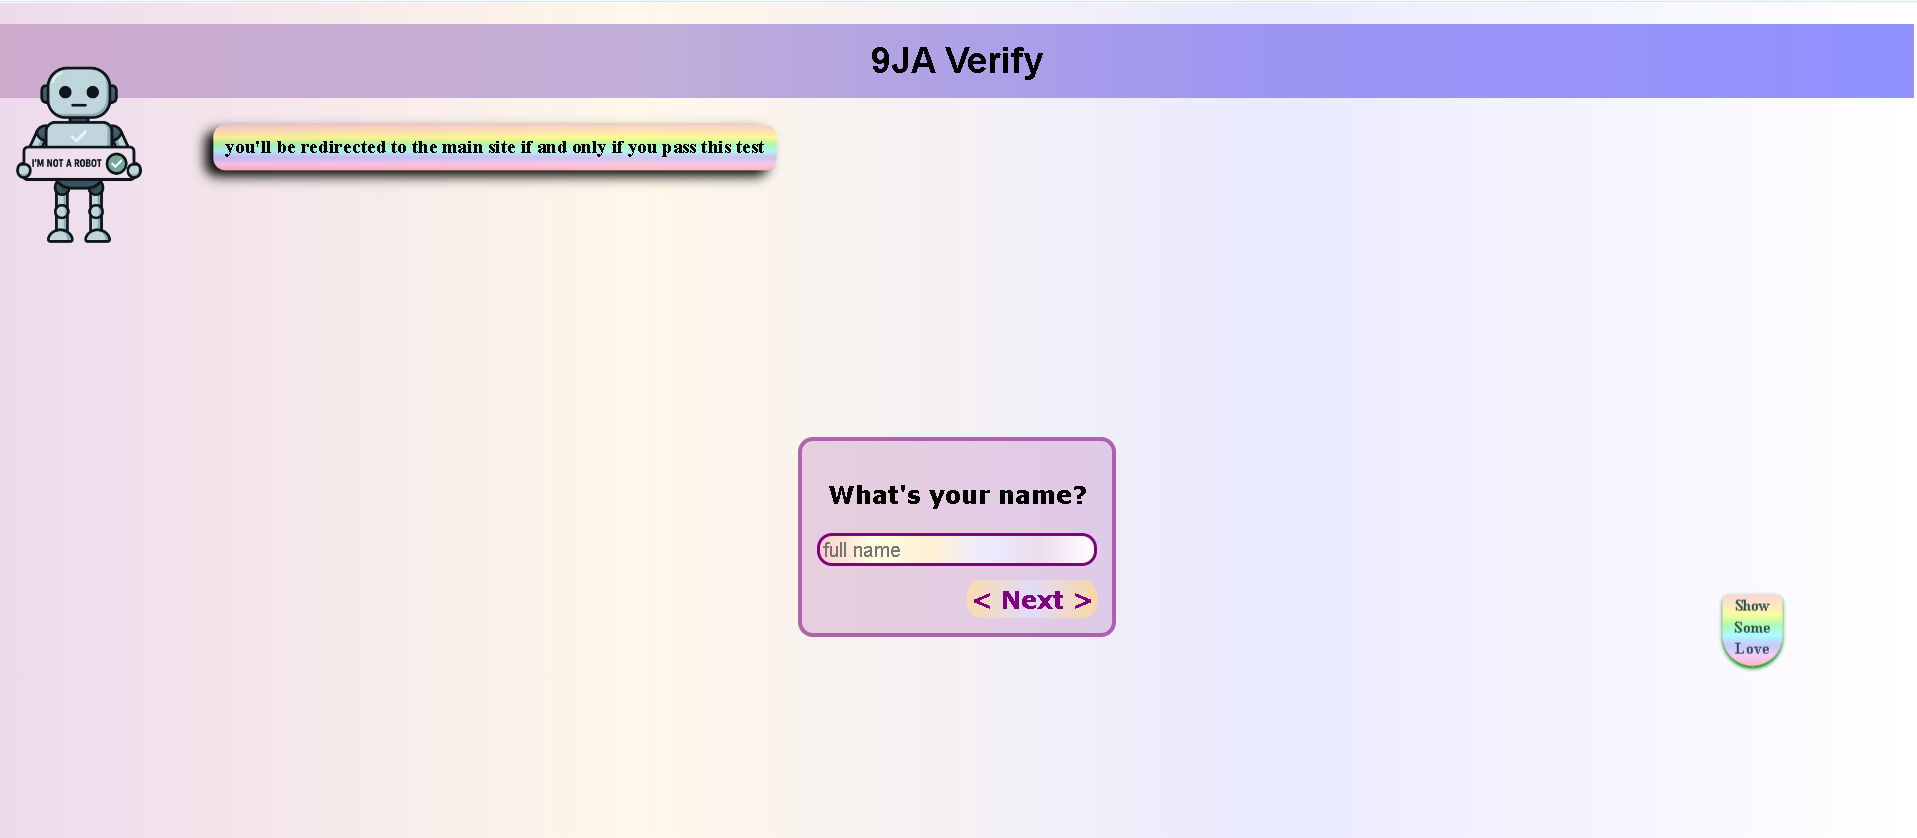 9JA Verify
I'M NOT A ROBOT
you'll be redirected to the main site if and only if you pass this test
What's your name?
full name
< Next >
Show
Some
Love